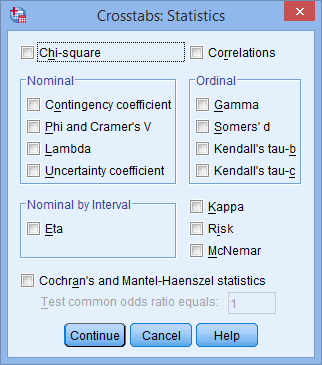 Crosstabs: Statistics
Chi-square
Correlations
Nominal
Contingency coefficient
Phi and Cramer's V
Lambda
Uncertainty coefficient
Ordinal
Gamma
Somers' d
Kendall's tau-b
Kendall's tau-c
Nominal by Interval
Eta
Kappa
Risk
McNemar
Cochran's and Mantel-Haenszel statistics
Test common odds ratio equals: 1
Continue Cancel Help